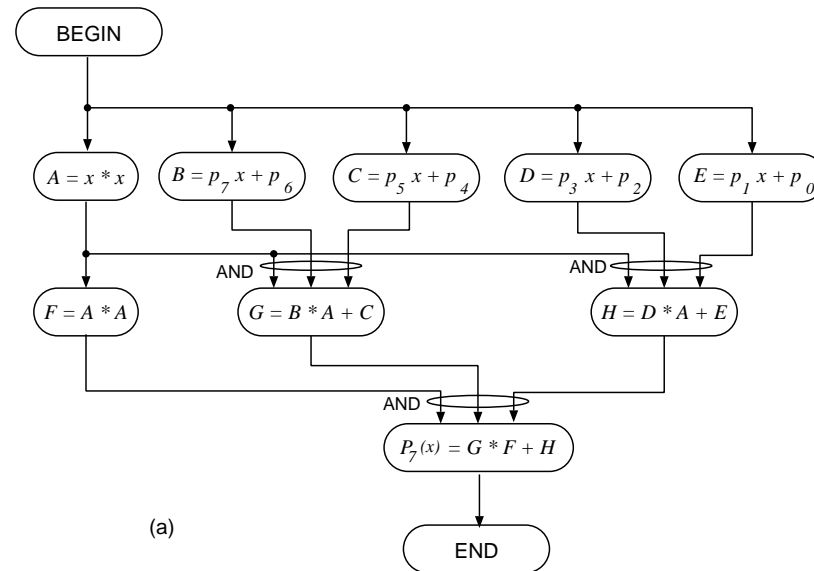 BEGIN
A = x * x
B = p₇ x + p₆
C = p₅ x + p₄
D = p₃ x + p₂
E = p₁ x + p₀
AND
AND
F = A * A
G = B * A + C
H = D * A + E
AND
P₇(x) = G * F + H
(a)
END